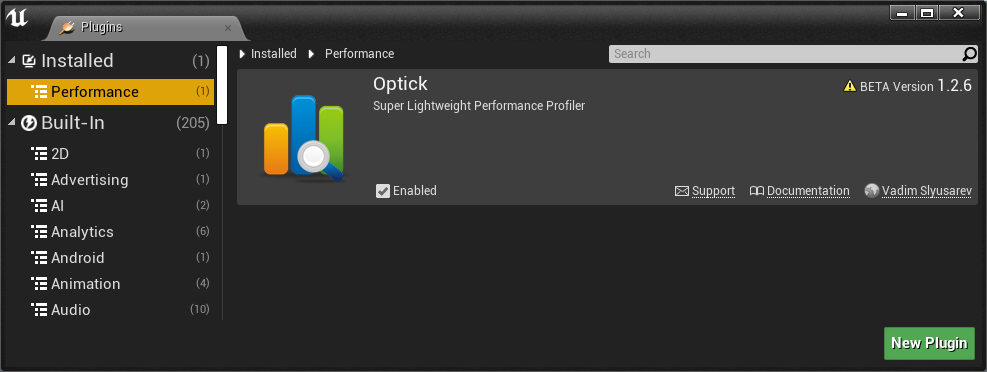 Plugins
Installed (1)
Performance (1)
Built-In (205)
2D (1)
Advertising (1)
AI (2)
Analytics (6)
Android (1)
Animation (4)
Audio (10)
Installed Performance
Search
Optick
BETA Version 1.2.6
Super Lightweight Performance Profiler
Enabled
Support Documentation Vadim Slyusarev
New Plugin